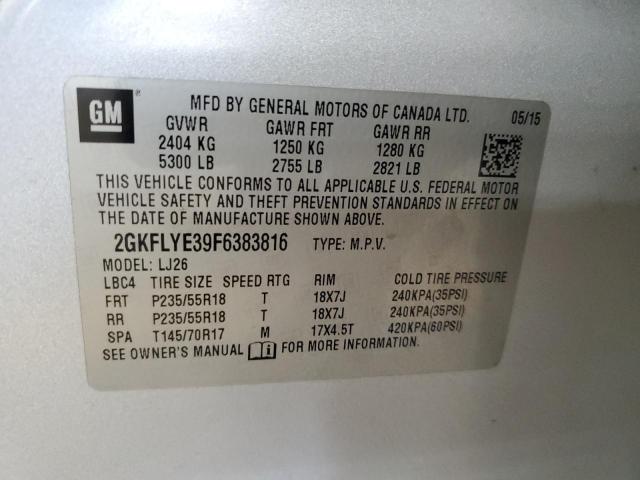 GM ®
MFD BY GENERAL MOTORS OF CANADA LTD. 05/15
GVWR GAWR FRT GAWR RR
2404 KG 1250 KG 1280 KG
5300 LB 2755 LB 2821 LB
THIS VEHICLE CONFORMS TO ALL APPLICABLE U.S. FEDERAL MOTOR
VEHICLE SAFETY AND THEFT PREVENTION STANDARDS IN EFFECT ON
THE DATE OF MANUFACTURE SHOWN ABOVE.
2GKFLYE39F6383816 TYPE: M.P.V.
MODEL: LJ26
LBC4 TIRE SIZE SPEED RTG RIM COLD TIRE PRESSURE
FRT P235/55R18 T 18X7J 240KPA(35PSI)
RR P235/55R18 T 18X7J 240KPA(35PSI)
SPA T145/70R17 M 17X4.5T 420KPA(60PSI)
SEE OWNER'S MANUAL FOR MORE INFORMATION.